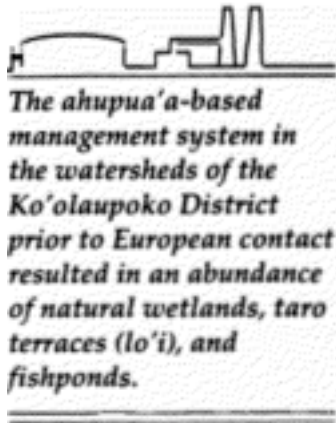 The ahupua'a-based
management system in
the watersheds of the
Ko'olaupoko District
prior to European contact
resulted in an abundance
of natural wetlands, taro
terraces (lo'i), and
fishponds.